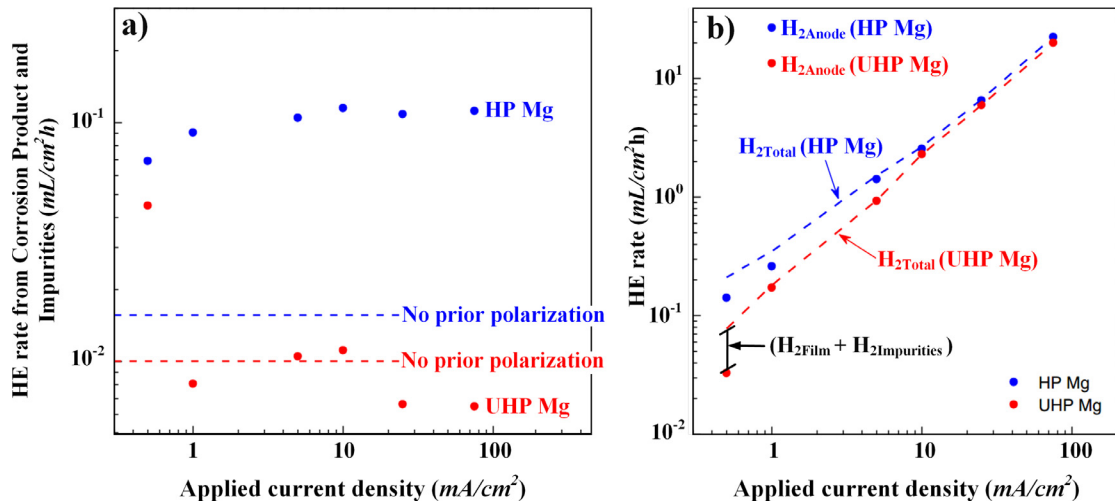 a)
HE rate from Corrosion Product and
Impurities (mL/cm²h)
10⁻¹
10⁻²
HP Mg
No prior polarization
No prior polarization
UHP Mg
1
10
100
Applied current density (mA/cm²)
b)
H2Anode (HP Mg)
H2Anode (UHP Mg)
HE rate (mL/cm²h)
10¹
10⁰
10⁻¹
10⁻²
H2Total (HP Mg)
H2Total (UHP Mg)
(H2Film + H2Impurities)
HP Mg
UHP Mg
1
10
100
Applied current density (mA/cm²)